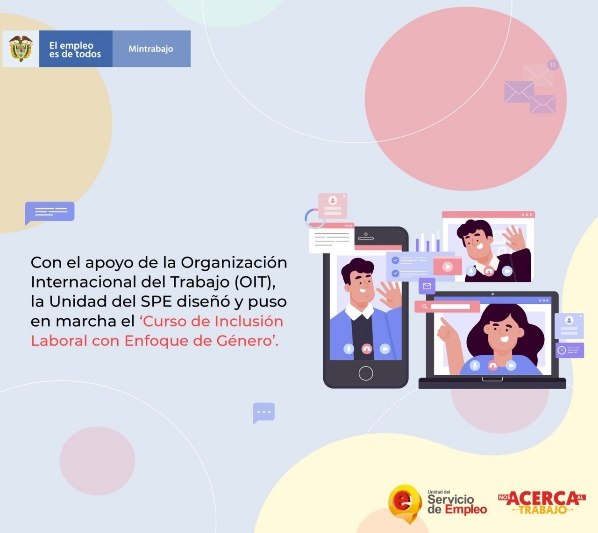 El empleo
es de todos
Mintrabajo
Con el apoyo de la Organización
Internacional del Trabajo (OIT),
la Unidad del SPE diseñó y puso
en marcha el ‘Curso de Inclusión
Laboral con Enfoque de Género’.
Unidad del
Servicio
de Empleo
NOS ACERCA AL
TRABAJO